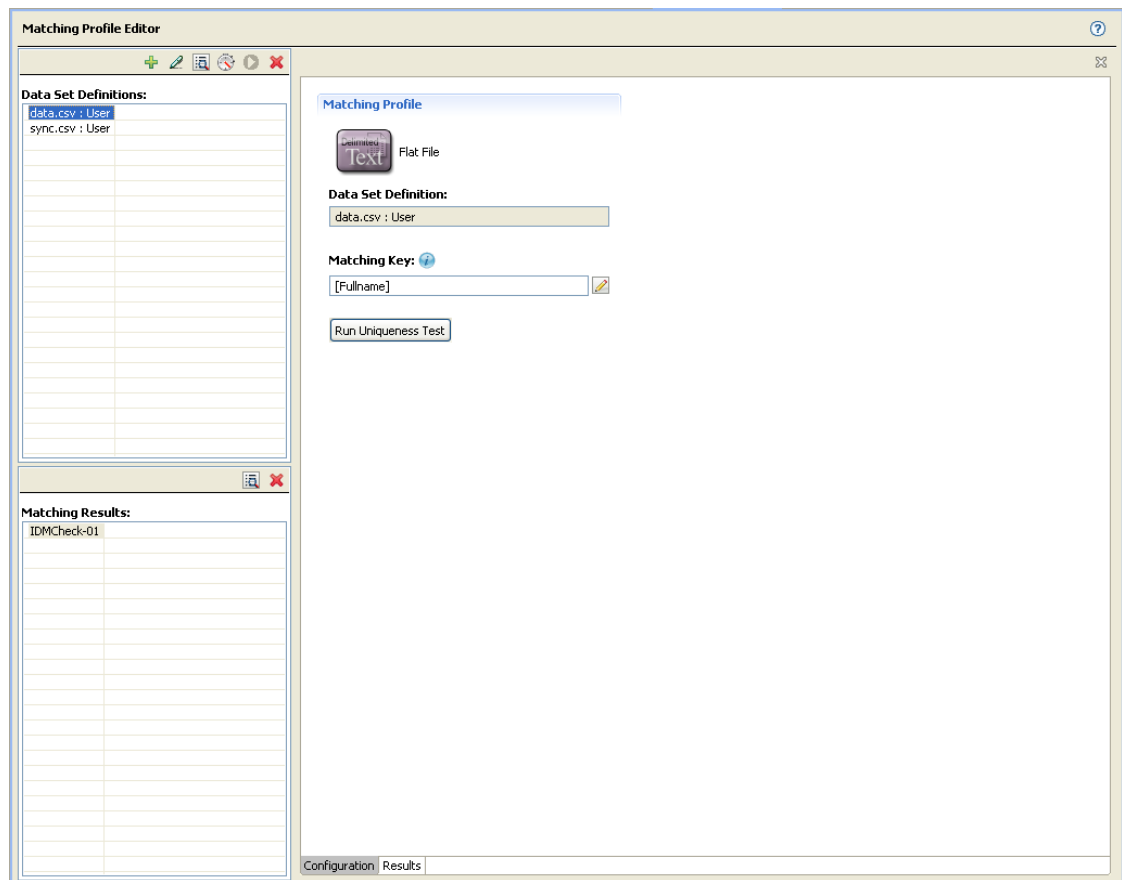 Matching Profile Editor
Data Set Definitions:
data.csv : User
sync.csv : User
Matching Results:
IDMCheck-01
Matching Profile
Delimited
Text
Flat File
Data Set Definition:
data.csv : User
Matching Key:
[Fullname]
Run Uniqueness Test
Configuration
Results